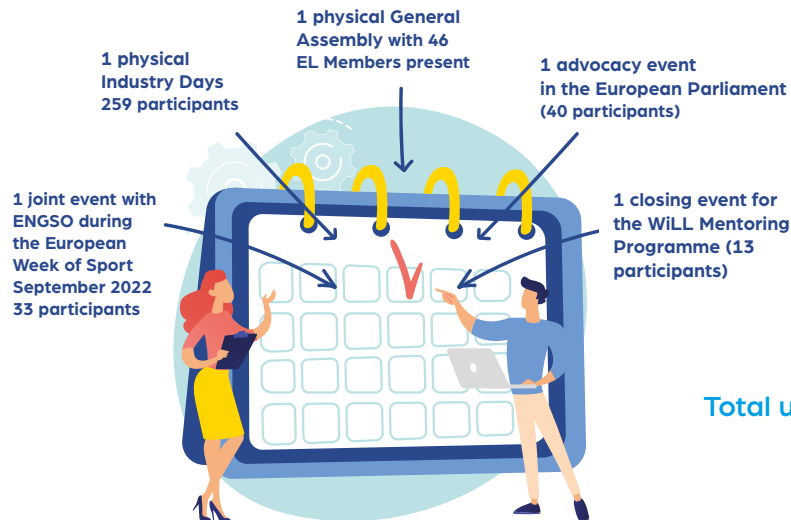 1 physical General
Assembly with 46
EL Members present
1 physical
Industry Days
259 participants
1 advocacy event
in the European Parliament
(40 participants)
1 joint event with
ENGSO during
the European
Week of Sport
September 2022
33 participants
1 closing event for
the WiLL Mentoring
Programme (13
participants)
Total u